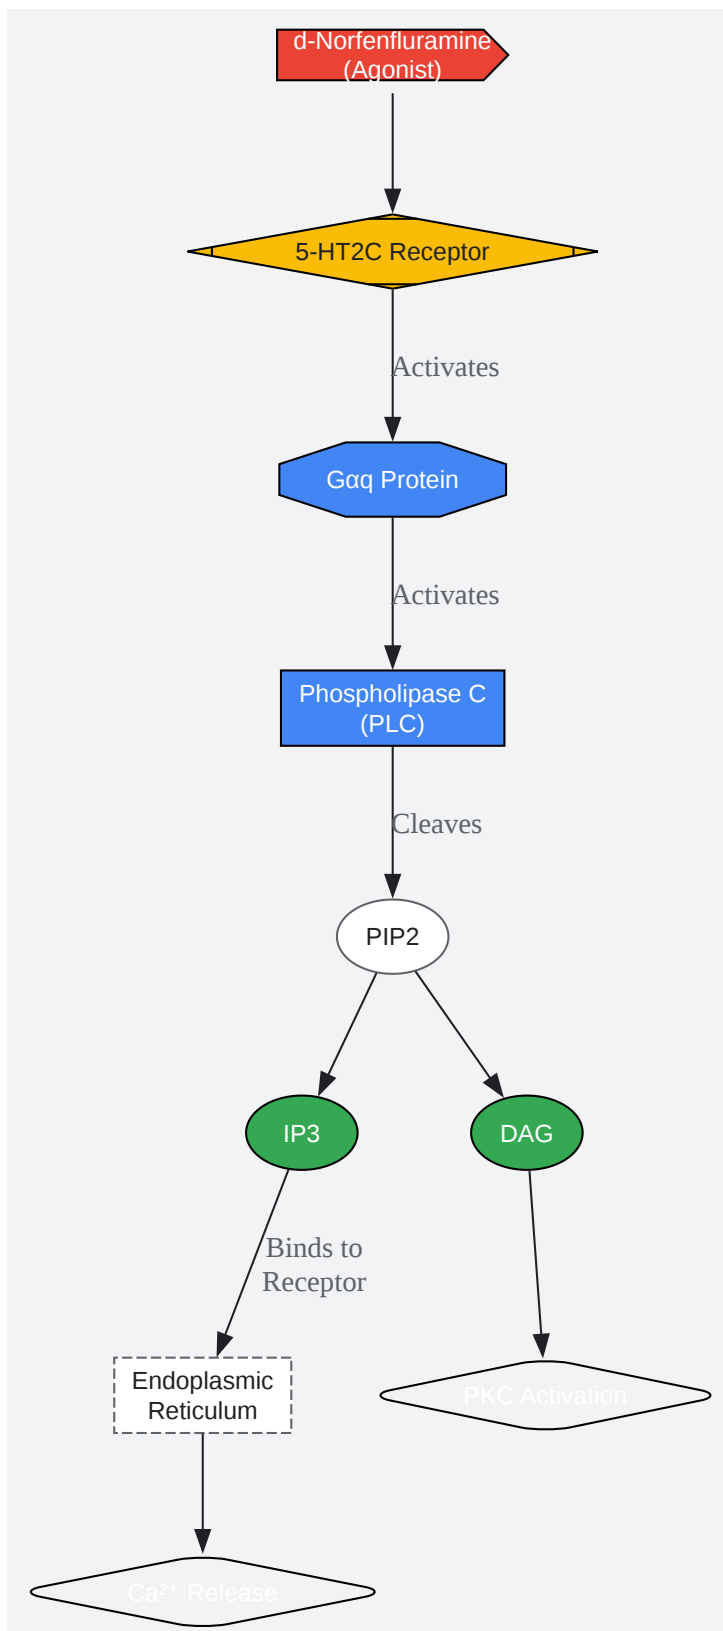 d-Norfenfluramine
(Agonist)
5-HT2C Receptor
Activates
Gαq Protein
Activates
Phospholipase C
(PLC)
Cleaves
PIP2
IP3
DAG
Binds to
Receptor
Endoplasmic
Reticulum
PKC Activation
Ca²⁺ Release